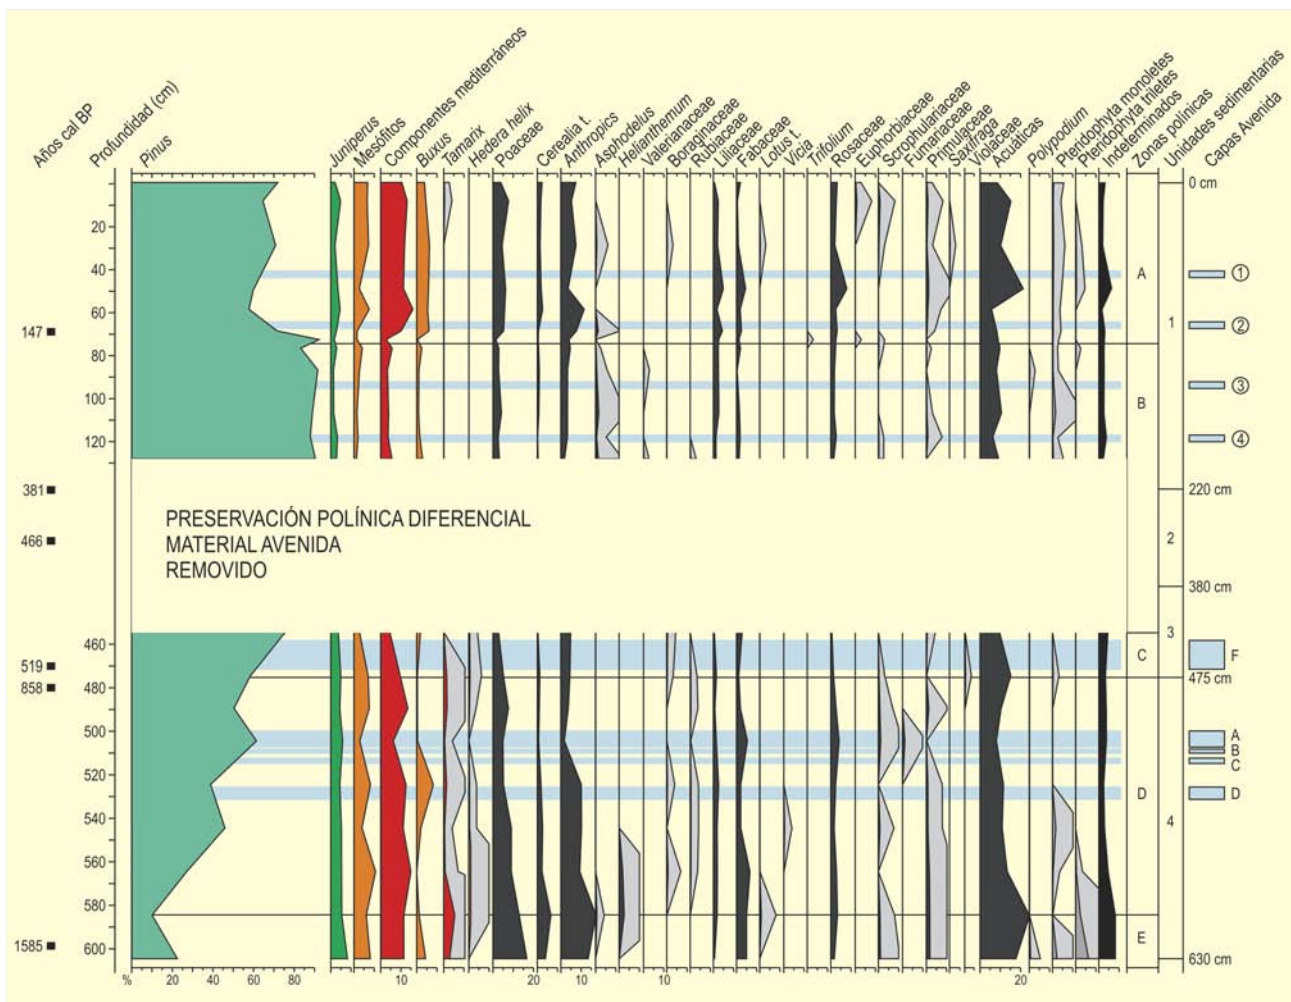 Años cal BP
Profundidad (cm)
Pinus
Juniperus
Mesófitos
Componentes mediterráneos
Buxus
Tamarix
Hedera helix
Poaceae
Cerealia t.
Anthropics
Asphodelus
Helianthemum
Valerianaceae
Boraginaceae
Rubiaceae
Liliaceae
Fabaceae
Lotus t.
Vicia
Trifolium
Rosaceae
Euphorbiaceae
Scrophulariaceae
Fumariaceae
Primulaceae
Saxifraga
Violaceae
Acuáticas
Polypodium
Pteridophyta monoletes
Pteridophyta triletes
Indeterminados
Zonas polínicas
Unidades sedimentarias
Capas Avenida
0 cm
20
40
A
1
60
147
2
1
80
100
B
3
120
4
381
220 cm
PRESERVACIÓN POLÍNICA DIFERENCIAL
466
MATERIAL AVENIDA
2
REMOVIDO
380 cm
3
460
C
F
519
858
480
475 cm
500
A
B
C
520
D
D
540
4
560
580
E
1585
600
630 cm
% 20 40 60 80 10 20 10 10 20